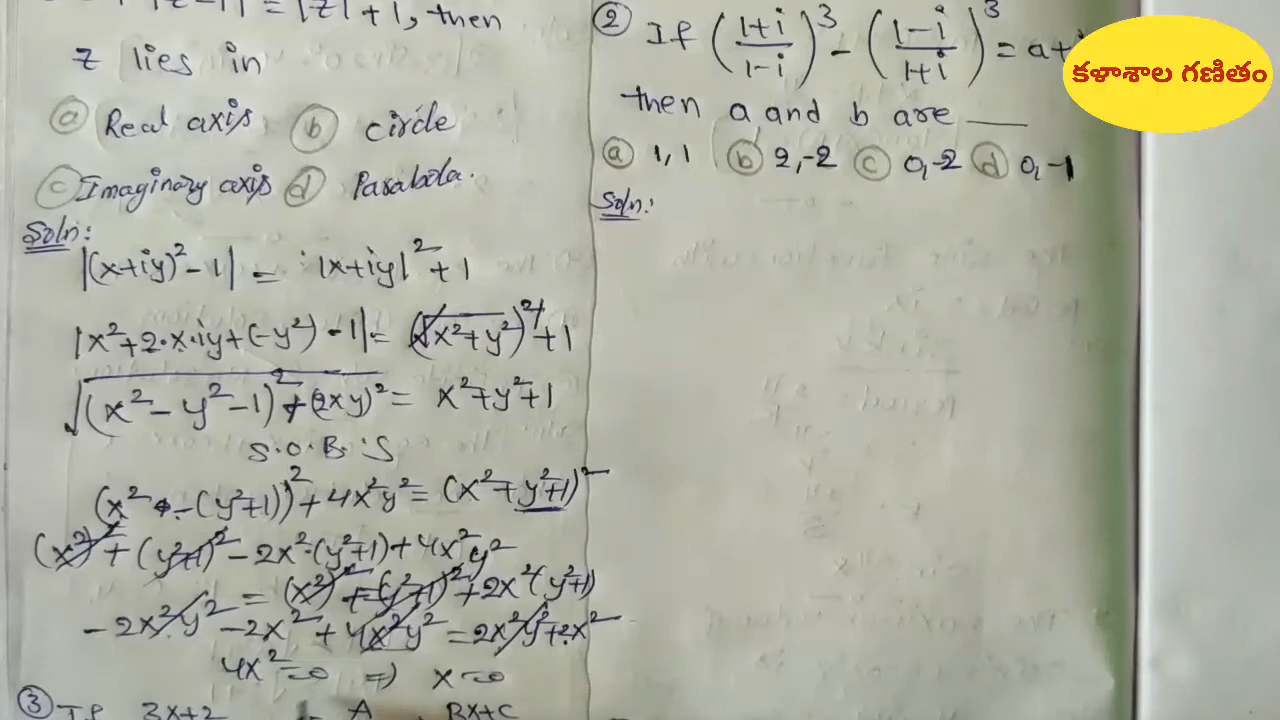 |z²-1| = |z|²+1, then
z lies in
ⓐ Real axis ⓑ circle
ⓒ Imaginary axis ⓓ Parabola.
Soln:
|(x+iy)²-1| = |x+iy|²+1
|x²+2·x·iy+(-y²)-1| = (√x²+y²)²+1
√(x²-y²-1)²+(2xy)² = x²+y²+1
S.O.B.S
(x²-(y²+1))²+4x²y² = (x²+y²+1)²
(x²)²+(y²+1)²-2x²·(y²+1)+4x²y²
= (x²)²+(y²+1)²+2x²(y²+1)
-2x²y²-2x²+4x²y² = 2x²y²+2x²
4x²=0 ⇒ x=0
③ If 3x+2 A Bx+C
② If (1+i/1-i)³ - (1-i/1+i)³ = a+
then a and b are ___
ⓐ 1,1 ⓑ 2,-2 ⓒ 0,-2 ⓓ 0,-1
Soln:
కళాశాల గణితం